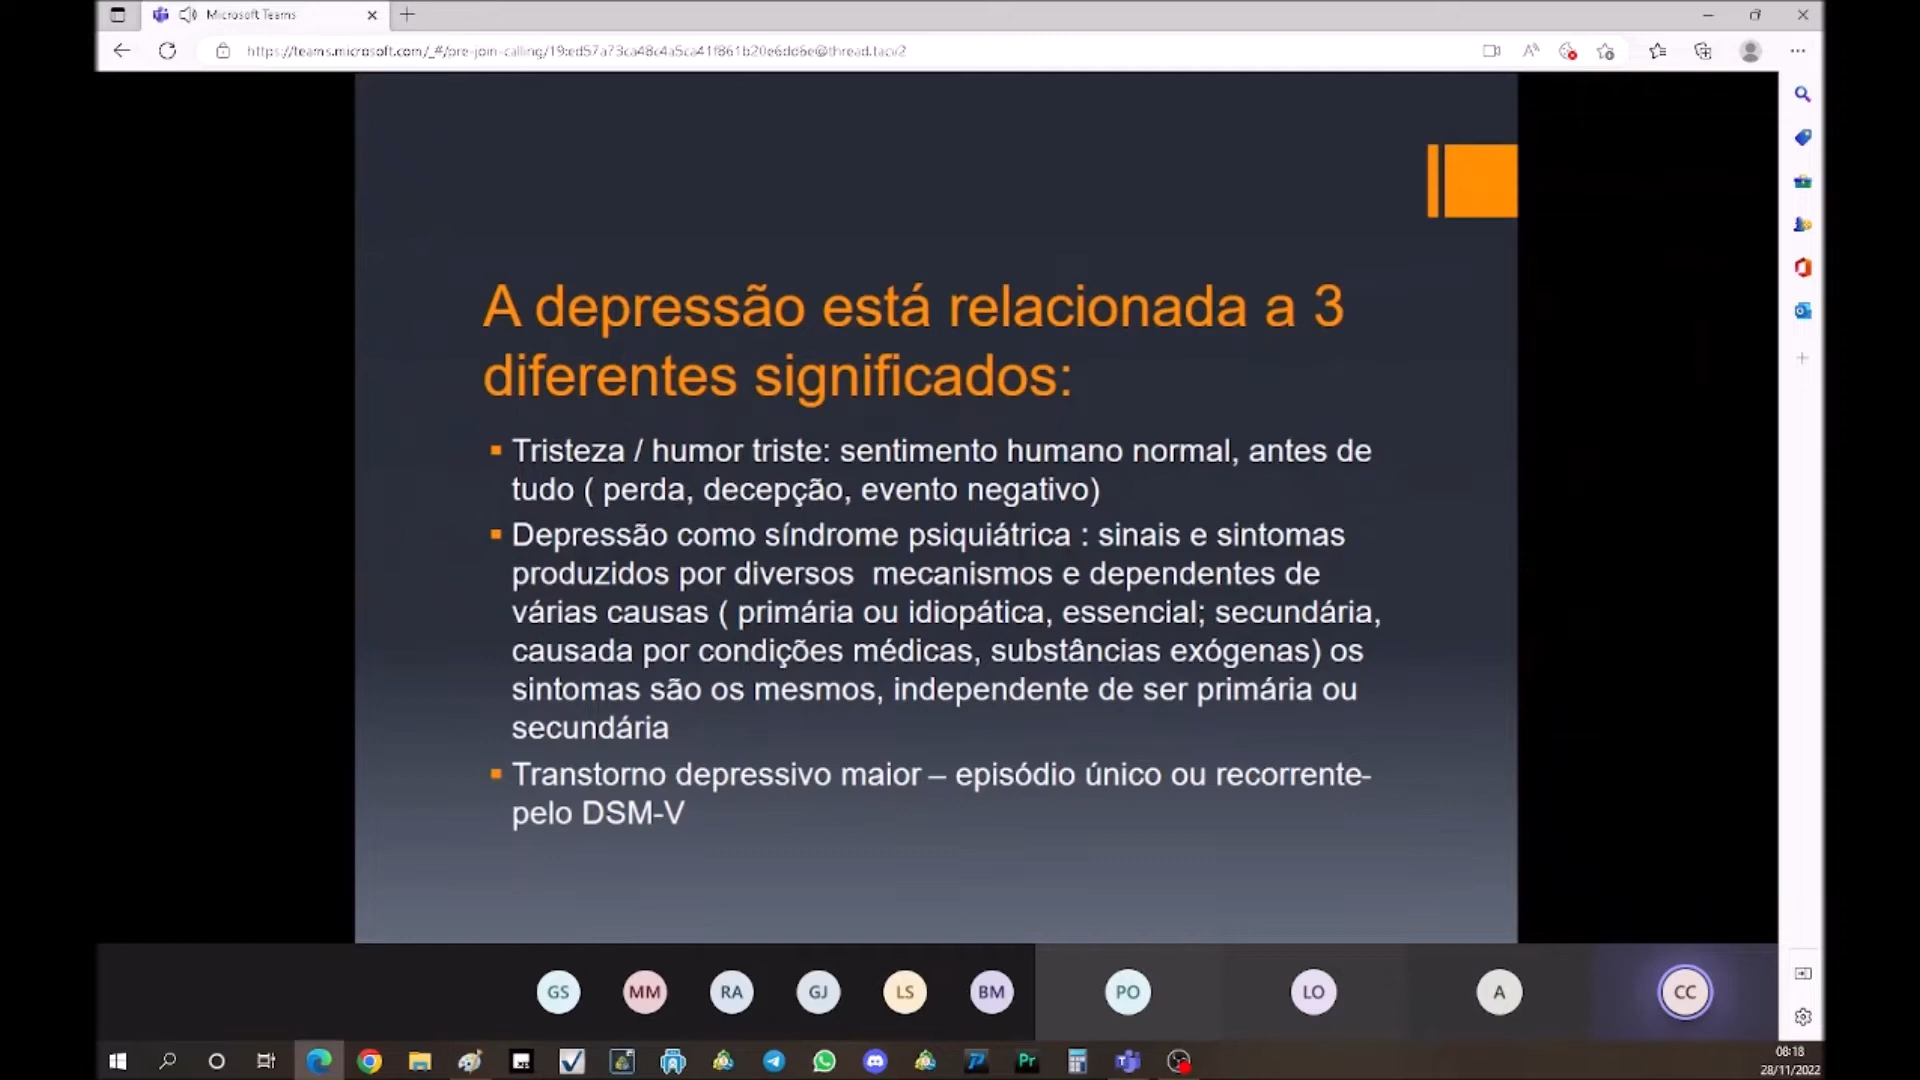 Microsoft Teams
A depressão está relacionada a 3
diferentes significados:
Tristeza / humor triste: sentimento humano normal, antes de
tudo ( perda, decepção, evento negativo)
Depressão como síndrome psiquiátrica : sinais e sintomas
produzidos por diversos mecanismos e dependentes de
várias causas ( primária ou idiopática, essencial; secundária,
causada por condições médicas, substâncias exógenas) os
sintomas são os mesmos, independente de ser primária ou
secundária
Transtorno depressivo maior – episódio único ou recorrente-
pelo DSM-V
GS MM RA GJ LS BM PO LO A CC
Pr
08:18
28/11/2022